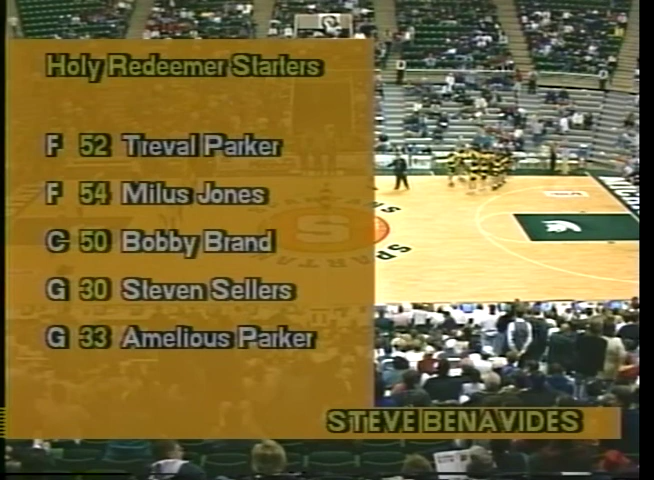 Holy Redeemer Starters
F 52 Treval Parker
F 54 Milus Jones
C 50 Bobby Brand
G 30 Steven Sellers
G 33 Amelious Parker
STEVE BENAVIDES
S
SPARTANS